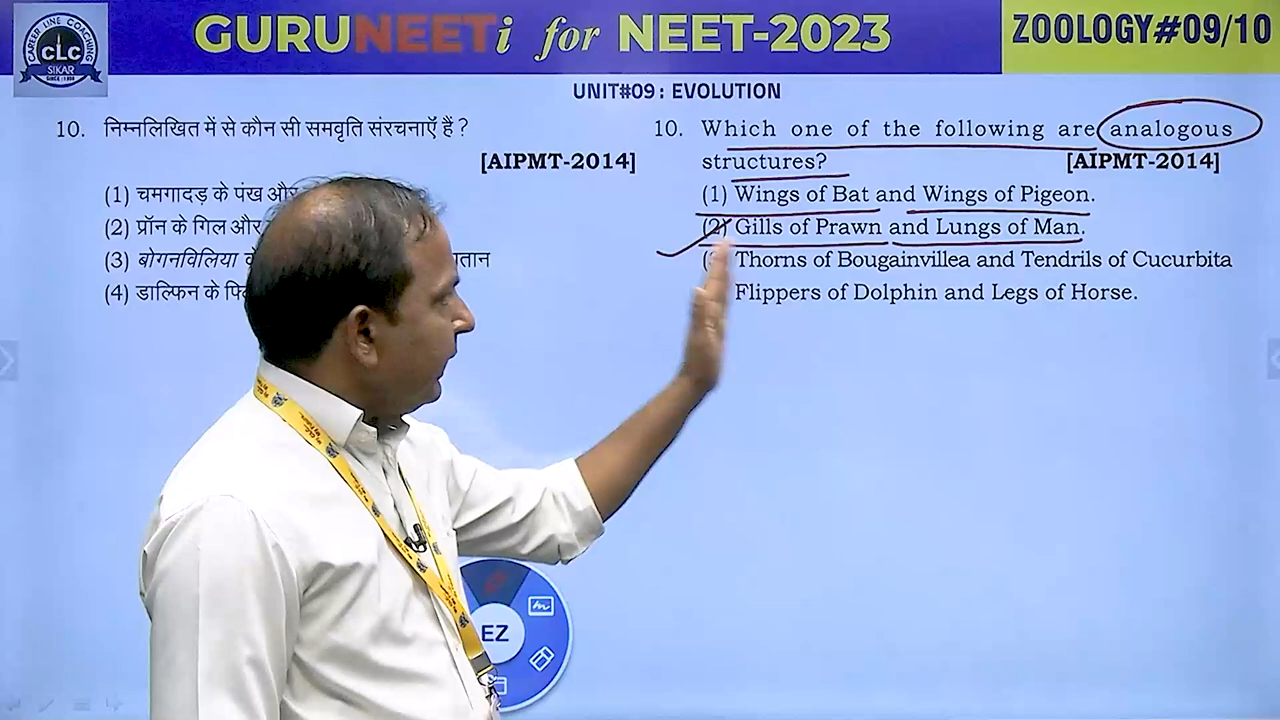 CAREER LINE COACHING
CLC
SIKAR
SINCE : 1996
GURUNEETi for NEET-2023
ZOOLOGY#09/10
UNIT#09 : EVOLUTION
10. निम्नलिखित में से कौन सी समवृति संरचनाएँ हैं ?
[AIPMT-2014]
(1) चमगादड़ के पंख और
(2) प्रॉन के गिल और
(3) बोगनविलिया
(4) डाल्फिन के
10. Which one of the following are analogous
structures? [AIPMT-2014]
(1) Wings of Bat and Wings of Pigeon.
(2) Gills of Prawn and Lungs of Man.
Thorns of Bougainvillea and Tendrils of Cucurbita
Flippers of Dolphin and Legs of Horse.
EZ